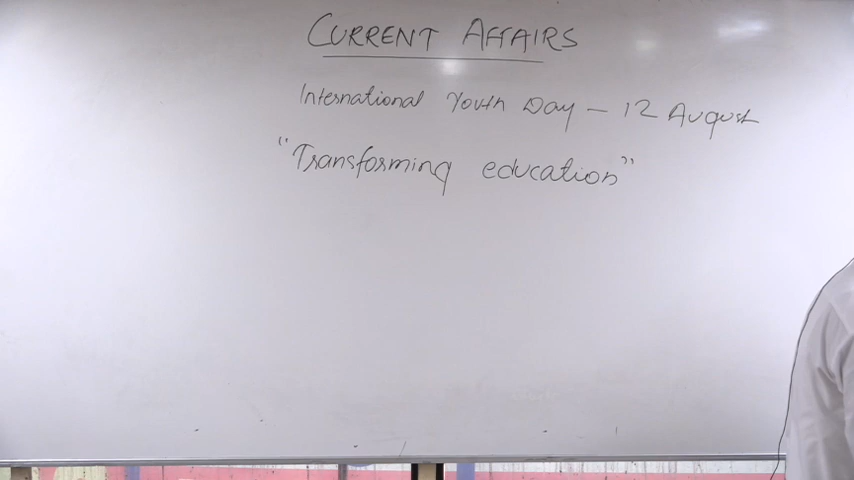 CURRENT AFFAIRS
International Youth Day - 12 August
"Transforming education"